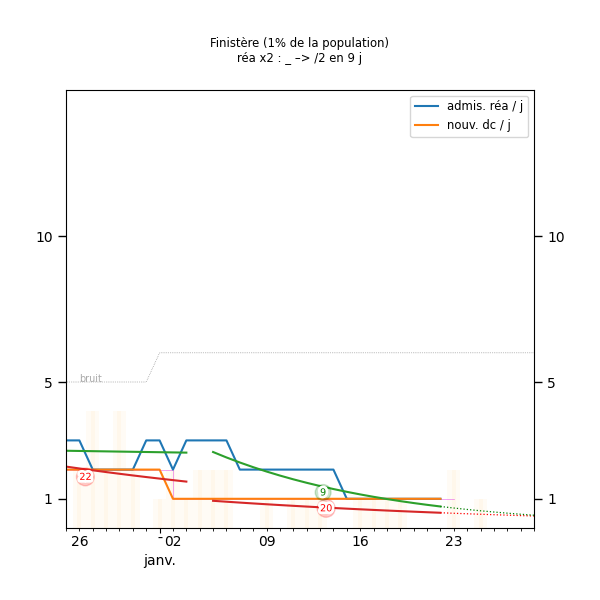 Finistère (1% de la population)
réa x2 : _ –> /2 en 9 j
admis. réa / j
nouv. dc / j
10
10
bruit
5
5
22
9
20
1
1
26
02
09
16
23
janv.